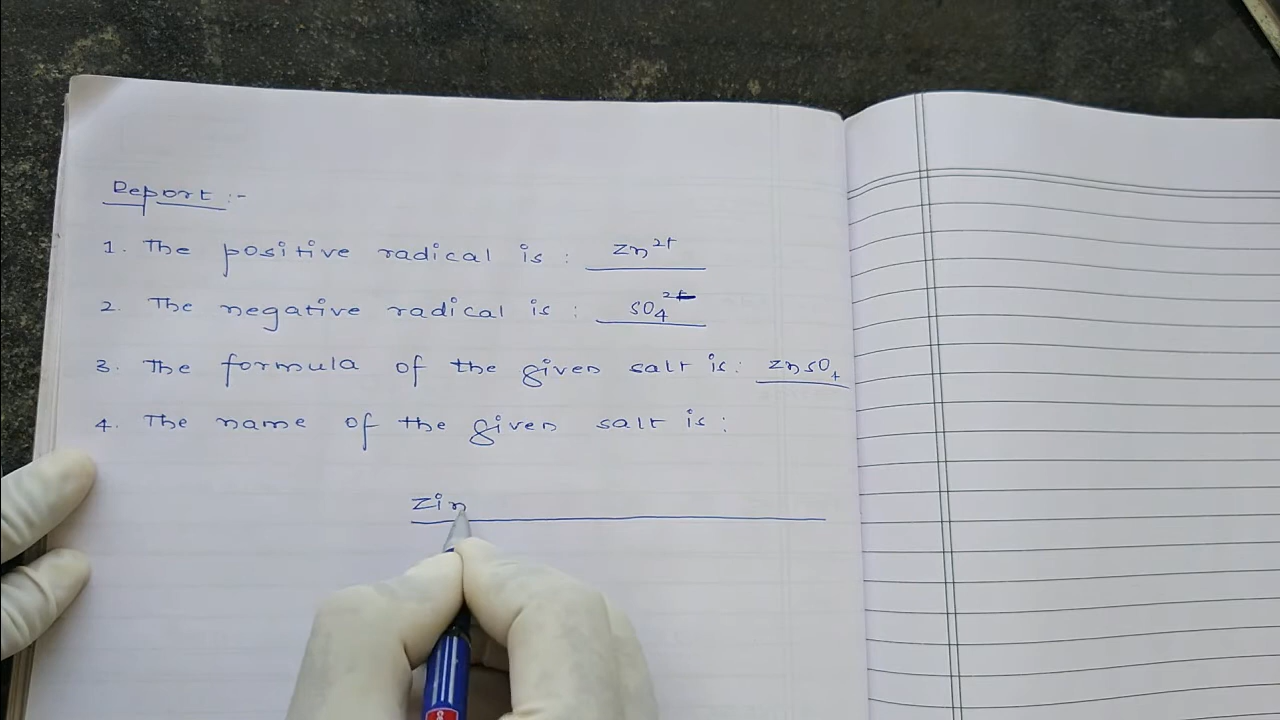 Report :-
1. The positive radical is : Zn²⁺
2. The negative radical is : SO₄²⁻
3. The formula of the given salt is: ZnSO₄
4. The name of the given salt is :
Zin